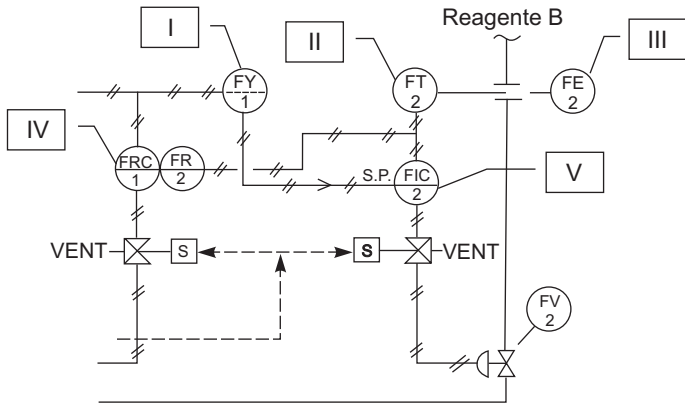 Reagente B
I
II
III
FY
1
FT
2
FE
2
IV
FRC
1
FR
2
S.P.
FIC
2
V
VENT
S
S
VENT
FV
2